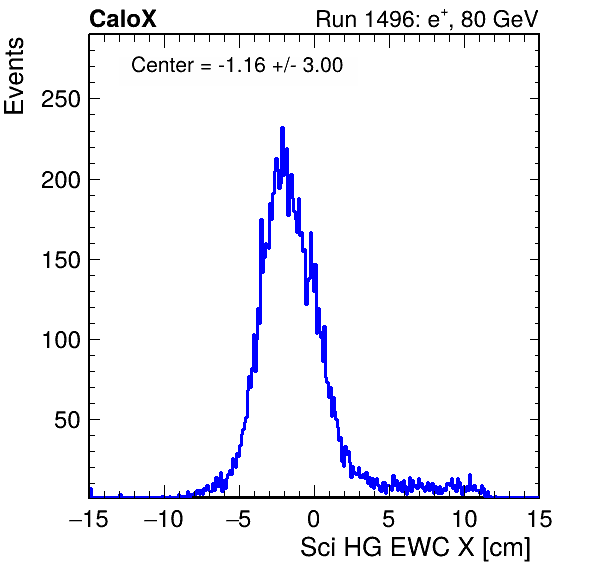 CaloX Run 1496: e⁺, 80 GeV
Center = -1.16 +/- 3.00
Events
250
200
150
100
50
−15 −10 −5 0 5 10 15
Sci HG EWC X [cm]